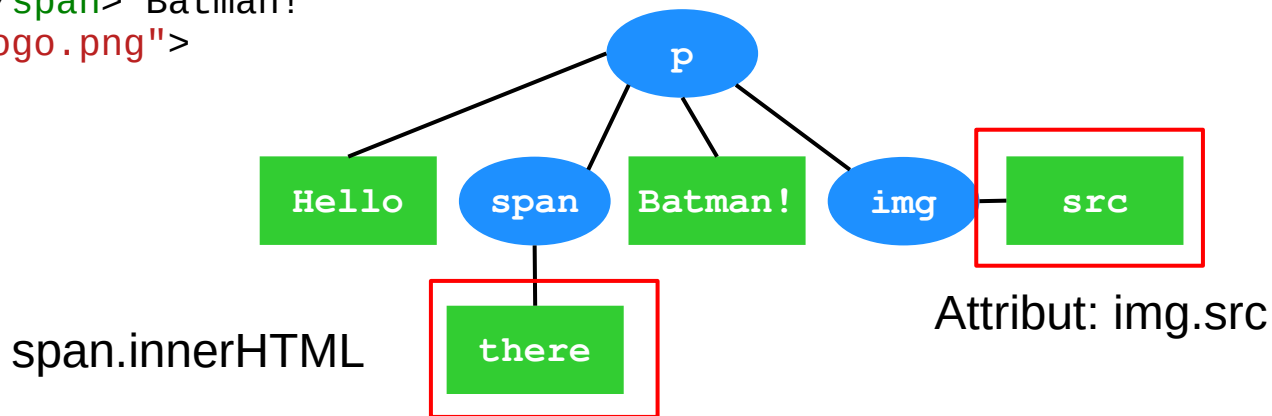 span> Batman!
ogo.png">
p
Hello
span
Batman!
img
src
there
span.innerHTML
Attribut: img.src